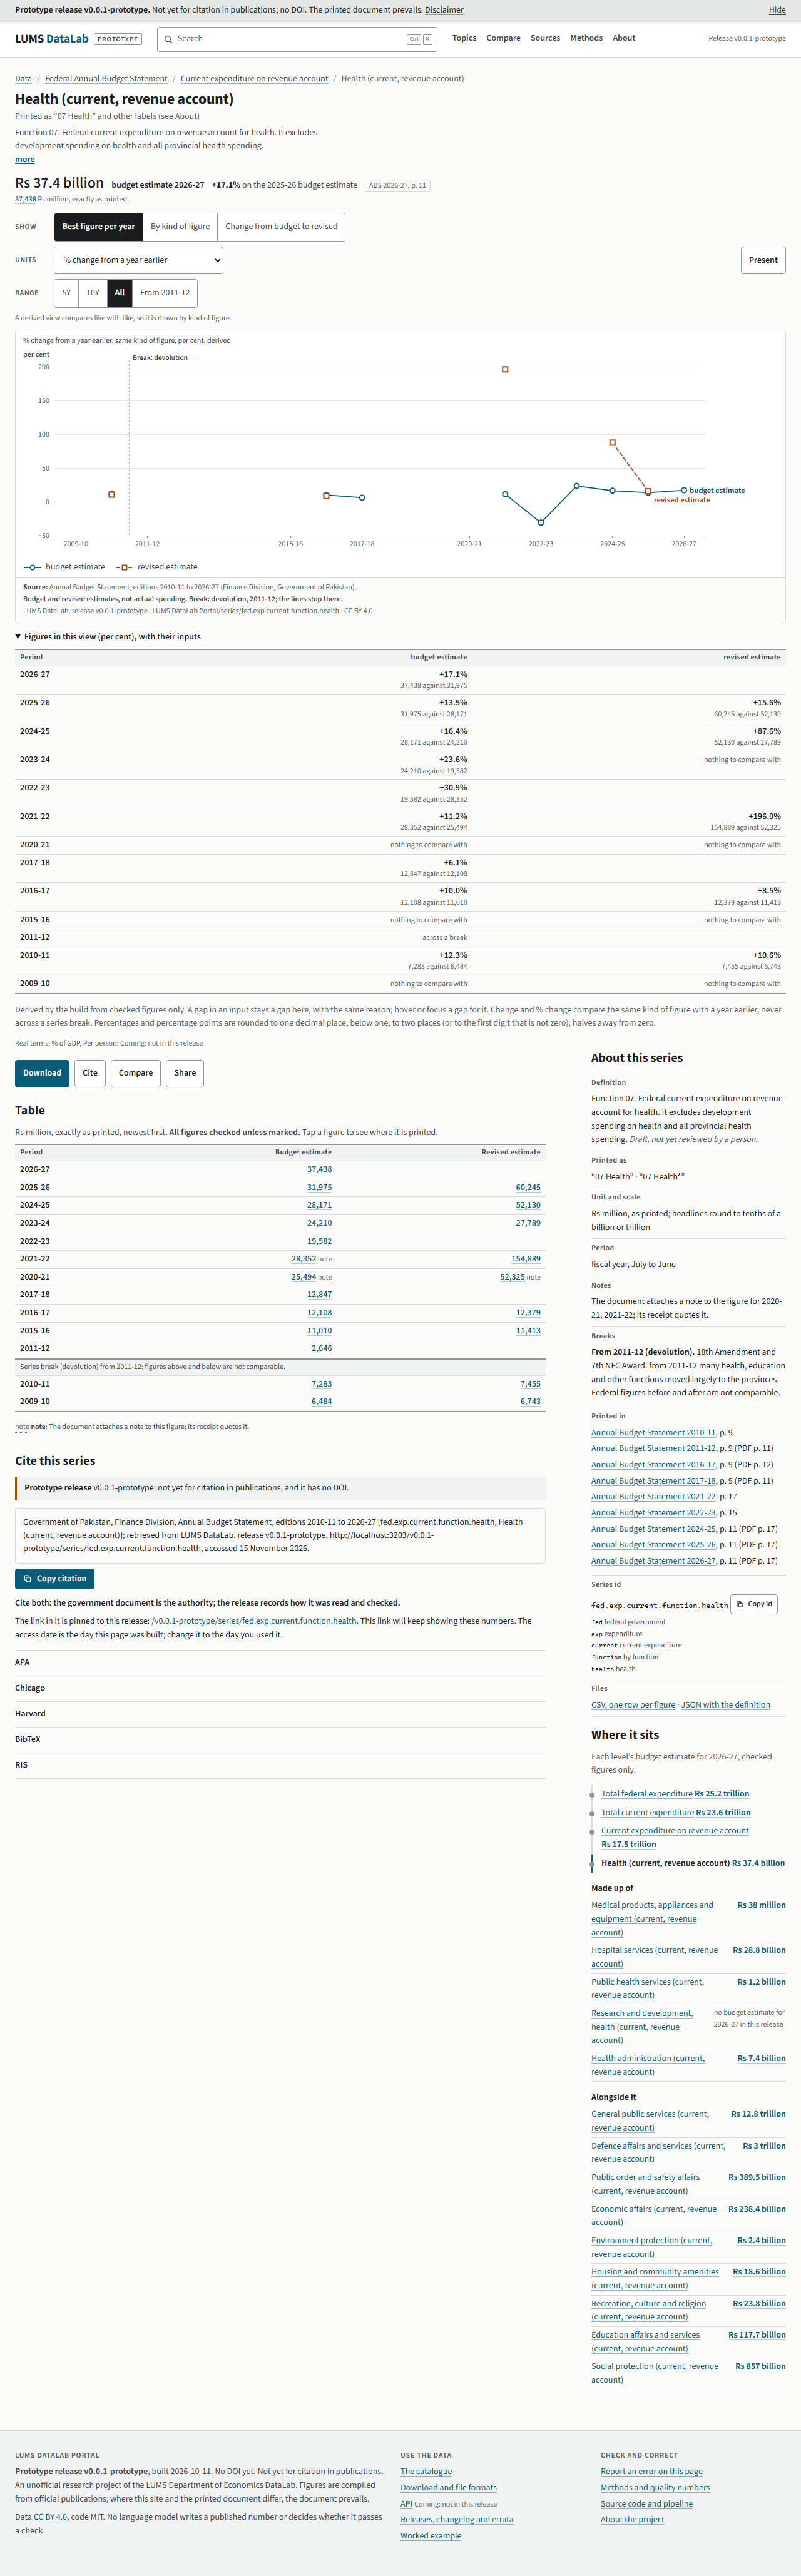 Prototype release v0.0.1-prototype. Not yet for citation in publications; no DOI. The printed document prevails. Disclaimer
Hide
LUMS DataLab PROTOTYPE
Search
Ctrl K
Topics Compare Sources Methods About
Release v0.0.1-prototype
Data / Federal Annual Budget Statement / Current expenditure on revenue account / Health (current, revenue account)
Health (current, revenue account)
Printed as “07 Health” and other labels (see About)
Function 07. Federal current expenditure on revenue account for health. It excludes
development spending on health and all provincial health spending.
more
Rs 37.4 billion budget estimate 2026-27 +17.1% on the 2025-26 budget estimate ABS 2026-27, p. 11
37,438 Rs million, exactly as printed.
SHOW Best figure per year By kind of figure Change from budget to revised
UNITS % change from a year earlier
Present
RANGE 5Y 10Y All From 2011-12
A derived view compares like with like, so it is drawn by kind of figure.
% change from a year earlier, same kind of figure, per cent, derived
per cent
Break: devolution
200
150
100
50
0
−50
budget estimate
revised estimate
2009-10 2011-12 2015-16 2017-18 2020-21 2022-23 2024-25 2026-27
budget estimate revised estimate
Source: Annual Budget Statement, editions 2010-11 to 2026-27 (Finance Division, Government of Pakistan).
Budget and revised estimates, not actual spending. Break: devolution, 2011-12; the lines stop there.
LUMS DataLab, release v0.0.1-prototype · LUMS DataLab Portal/series/fed.exp.current.function.health · CC BY 4.0
▼ Figures in this view (per cent), with their inputs
Period budget estimate revised estimate
2026-27 +17.1%
37,438 against 31,975
2025-26 +13.5% +15.6%
31,975 against 28,171 60,245 against 52,130
2024-25 +16.4% +87.6%
28,171 against 24,210 52,130 against 27,789
2023-24 +23.6% nothing to compare with
24,210 against 19,582
2022-23 −30.9%
19,582 against 28,352
2021-22 +11.2% +196.0%
28,352 against 25,494 154,889 against 52,325
2020-21 nothing to compare with nothing to compare with
2017-18 +6.1%
12,847 against 12,108
2016-17 +10.0% +8.5%
12,108 against 11,010 12,379 against 11,413
2015-16 nothing to compare with nothing to compare with
2011-12 across a break
2010-11 +12.3% +10.6%
7,283 against 6,484 7,455 against 6,743
2009-10 nothing to compare with nothing to compare with
Derived by the build from checked figures only. A gap in an input stays a gap here, with the same reason; hover or focus a gap for it. Change and % change compare the same kind of figure with a year earlier, never
across a series break. Percentages and percentage points are rounded to one decimal place; below one, to two places (or to the first digit that is not zero); halves away from zero.
Real terms, % of GDP, Per person: Coming: not in this release
Download Cite Compare Share
Table
Rs million, exactly as printed, newest first. All figures checked unless marked. Tap a figure to see where it is printed.
Period Budget estimate Revised estimate
2026-27 37,438
2025-26 31,975 60,245
2024-25 28,171 52,130
2023-24 24,210 27,789
2022-23 19,582
2021-22 28,352 note 154,889
2020-21 25,494 note 52,325 note
2017-18 12,847
2016-17 12,108 12,379
2015-16 11,010 11,413
2011-12 2,646
Series break (devolution) from 2011-12: figures above and below are not comparable.
2010-11 7,283 7,455
2009-10 6,484 6,743
note note: The document attaches a note to this figure; its receipt quotes it.
Cite this series
Prototype release v0.0.1-prototype: not yet for citation in publications, and it has no DOI.
Government of Pakistan, Finance Division, Annual Budget Statement, editions 2010-11 to 2026-27 [fed.exp.current.function.health, Health
(current, revenue account)]; retrieved from LUMS DataLab, release v0.0.1-prototype, http://localhost:3203/v0.0.1-
prototype/series/fed.exp.current.function.health, accessed 15 November 2026.
Copy citation
Cite both: the government document is the authority; the release records how it was read and checked.
The link in it is pinned to this release: /v0.0.1-prototype/series/fed.exp.current.function.health. This link will keep showing these numbers. The
access date is the day this page was built; change it to the day you used it.
APA
Chicago
Harvard
BibTeX
RIS
About this series
Definition
Function 07. Federal current expenditure on revenue
account for health. It excludes development
spending on health and all provincial health
spending. Draft, not yet reviewed by a person.
Printed as
“07 Health” · “07 Health*”
Unit and scale
Rs million, as printed; headlines round to tenths of a
billion or trillion
Period
fiscal year, July to June
Notes
The document attaches a note to the figure for 2020-
21, 2021-22; its receipt quotes it.
Breaks
From 2011-12 (devolution). 18th Amendment and
7th NFC Award: from 2011-12 many health, education
and other functions moved largely to the provinces.
Federal figures before and after are not comparable.
Printed in
Annual Budget Statement 2010-11, p. 9
Annual Budget Statement 2011-12, p. 9 (PDF p. 11)
Annual Budget Statement 2016-17, p. 9 (PDF p. 12)
Annual Budget Statement 2017-18, p. 9 (PDF p. 11)
Annual Budget Statement 2021-22, p. 17
Annual Budget Statement 2022-23, p. 15
Annual Budget Statement 2024-25, p. 11 (PDF p. 17)
Annual Budget Statement 2025-26, p. 11 (PDF p. 17)
Annual Budget Statement 2026-27, p. 11 (PDF p. 17)
Series id
fed.exp.current.function.health Copy id
fed federal government
exp expenditure
current current expenditure
function by function
health health
Files
CSV, one row per figure · JSON with the definition
Where it sits
Each level's budget estimate for 2026-27, checked
figures only.
Total federal expenditure Rs 25.2 trillion
Total current expenditure Rs 23.6 trillion
Current expenditure on revenue account
Rs 17.5 trillion
Health (current, revenue account) Rs 37.4 billion
Made up of
Medical products, appliances and Rs 38 million
equipment (current, revenue
account)
Hospital services (current, revenue Rs 28.8 billion
account)
Public health services (current, Rs 1.2 billion
revenue account)
Research and development, no budget estimate for
health (current, revenue 2026-27 in this release
account)
Health administration (current, Rs 7.4 billion
revenue account)
Alongside it
General public services (current, Rs 12.8 trillion
revenue account)
Defence affairs and services (current, Rs 3 trillion
revenue account)
Public order and safety affairs Rs 389.5 billion
(current, revenue account)
Economic affairs (current, revenue Rs 238.4 billion
account)
Environment protection (current, Rs 2.4 billion
revenue account)
Housing and community amenities Rs 18.6 billion
(current, revenue account)
Recreation, culture and religion Rs 23.8 billion
(current, revenue account)
Education affairs and services Rs 117.7 billion
(current, revenue account)
Social protection (current, revenue Rs 857 billion
account)
LUMS DATALAB PORTAL
Prototype release v0.0.1-prototype, built 2026-10-11. No DOI yet. Not yet for citation in publications.
An unofficial research project of the LUMS Department of Economics DataLab. Figures are compiled
from official publications; where this site and the printed document differ, the document prevails.
Data CC BY 4.0, code MIT. No language model writes a published number or decides whether it passes
a check.
USE THE DATA
The catalogue
Download and file formats
API Coming: not in this release
Releases, changelog and errata
Worked example
CHECK AND CORRECT
Report an error on this page
Methods and quality numbers
Source code and pipeline
About the project